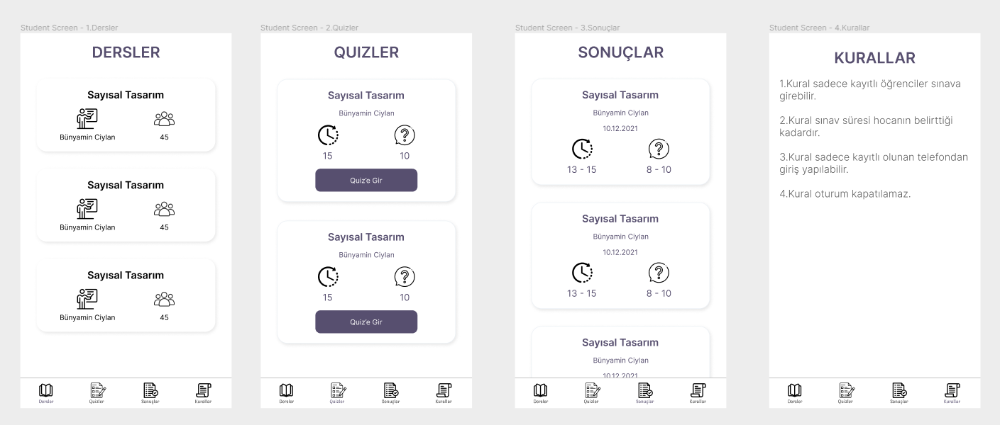 Student Screen - 1.Dersler
DERSLER
Sayısal Tasarım
Bünyamin Ciylan
45
Sayısal Tasarım
Bünyamin Ciylan
45
Sayısal Tasarım
Bünyamin Ciylan
45
Dersler
Quizler
Sonuçlar
Kurallar
Student Screen - 2.Quizler
QUIZLER
Sayısal Tasarım
Bünyamin Ciylan
15
10
Quiz'e Gir
Sayısal Tasarım
Bünyamin Ciylan
15
10
Quiz'e Gir
Dersler
Quizler
Sonuçlar
Kurallar
Student Screen - 3.Sonuçlar
SONUÇLAR
Sayısal Tasarım
Bünyamin Ciylan
10.12.2021
13 - 15
8 - 10
Sayısal Tasarım
Bünyamin Ciylan
10.12.2021
13 - 15
8 - 10
Sayısal Tasarım
Bünyamin Ciylan
10.12.2021
Dersler
Quizler
Sonuçlar
Kurallar
Student Screen - 4.Kurallar
KURALLAR
1.Kural sadece kayıtlı öğrenciler sınava
girebilir.
2.Kural sınav süresi hocanın belirttiği
kadardır.
3.Kural sadece kayıtlı olunan telefondan
giriş yapılabilir.
4.Kural oturum kapatılamaz.
Dersler
Quizler
Sonuçlar
Kurallar